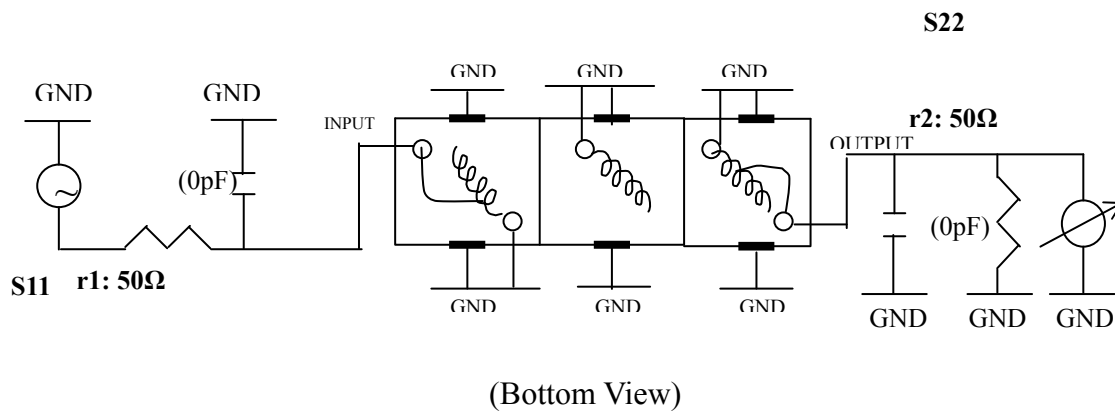 S22
GND
GND
GND
GND
GND
INPUT
r2: 50Ω
OUTPUT
(0pF)
(0pF)
~
S11
r1: 50Ω
GND
GND
GND
GND
GND
GND
(Bottom View)